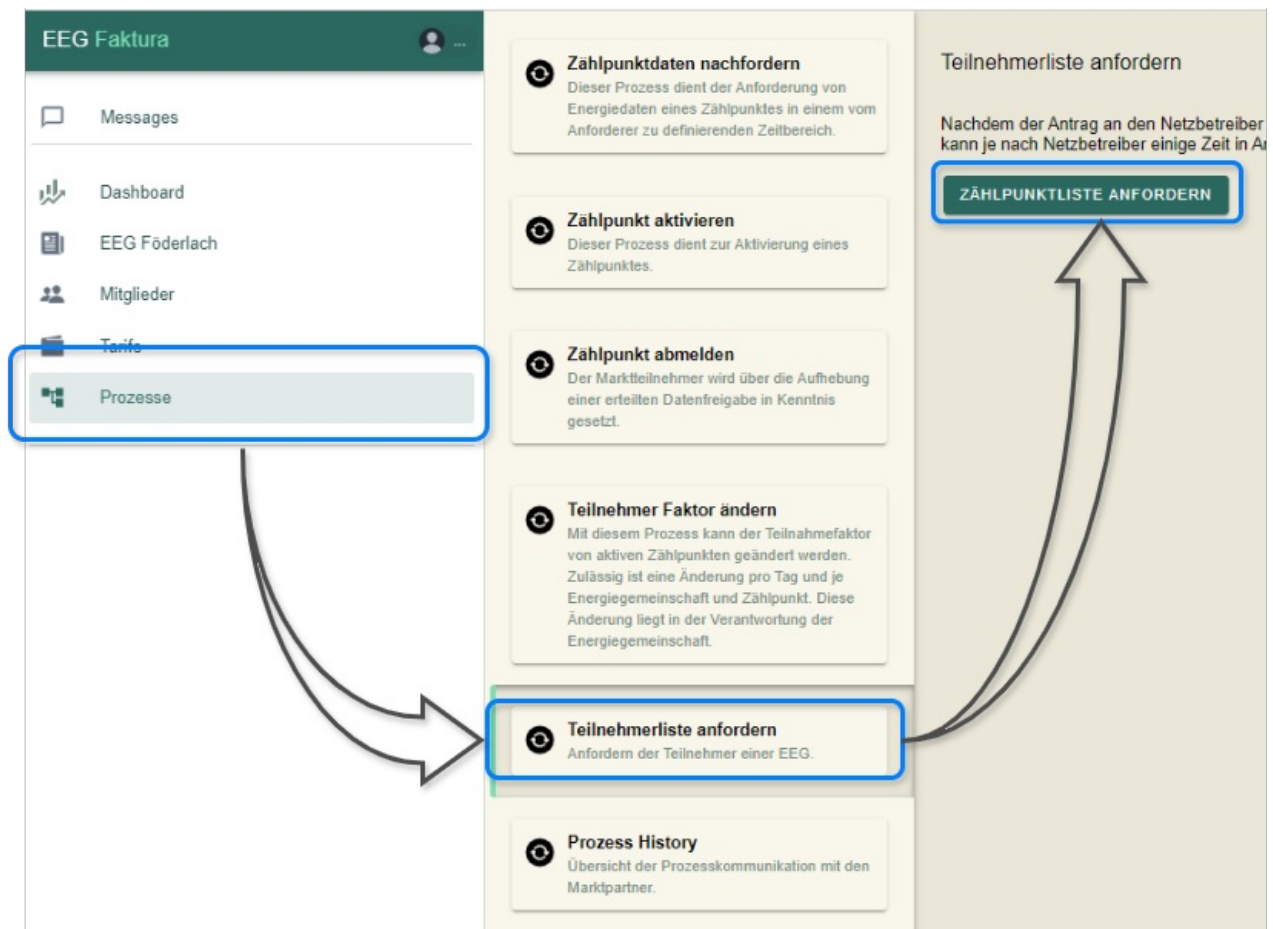 EEG Faktura
...
Messages
Dashboard
EEG Föderlach
Mitglieder
Tarife
Prozesse
Zählpunktdaten nachfordern
Dieser Prozess dient der Anforderung von
Energiedaten eines Zählpunktes in einem vom
Anforderer zu definierenden Zeitbereich.
Zählpunkt aktivieren
Dieser Prozess dient zur Aktivierung eines
Zählpunktes.
Zählpunkt abmelden
Der Marktteilnehmer wird über die Aufhebung
einer erteilten Datenfreigabe in Kenntnis
gesetzt.
Teilnehmer Faktor ändern
Mit diesem Prozess kann der Teilnahmefaktor
von aktiven Zählpunkten geändert werden.
Zulässig ist eine Änderung pro Tag und je
Energiegemeinschaft und Zählpunkt. Diese
Änderung liegt in der Verantwortung der
Energiegemeinschaft.
Teilnehmerliste anfordern
Anfordern der Teilnehmer einer EEG.
Prozess History
Übersicht der Prozesskommunikation mit den
Marktpartner.
Teilnehmerliste anfordern
Nachdem der Antrag an den Netzbetreiber
kann je nach Netzbetreiber einige Zeit in
ZÄHLPUNKTLISTE ANFORDERN